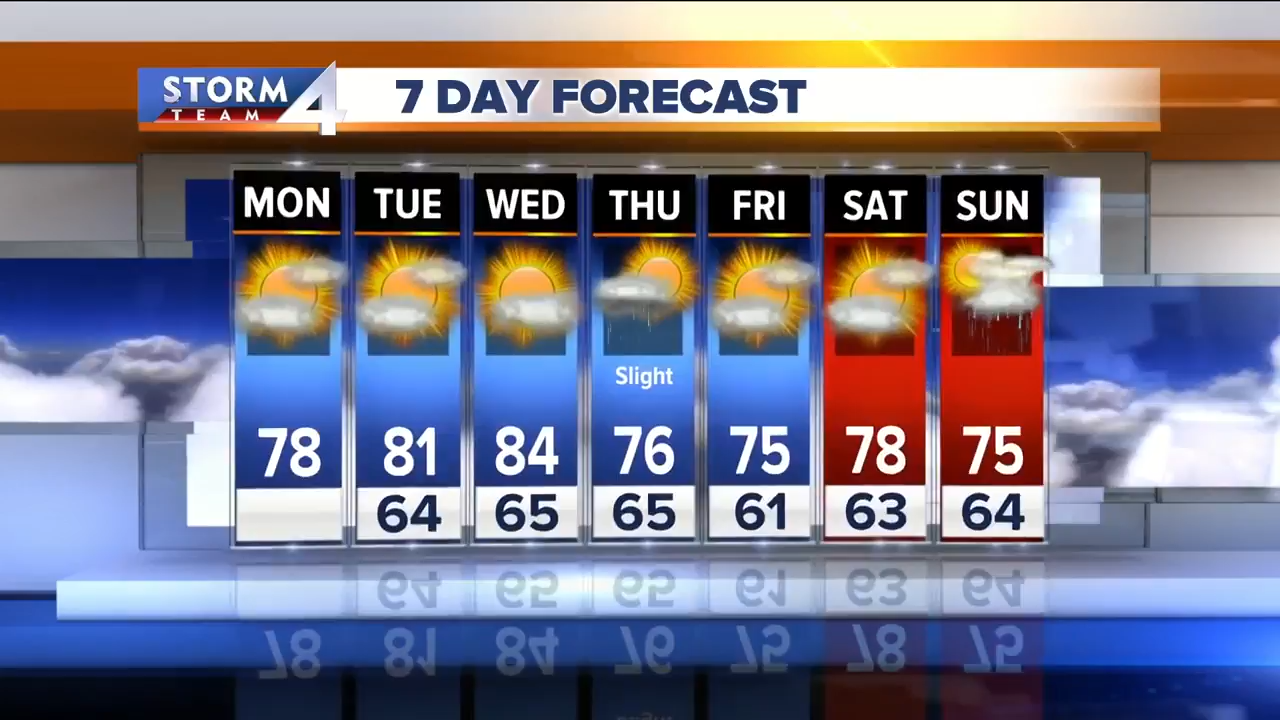 STORM
TEAM 4
7 DAY FORECAST
MON TUE WED THU FRI SAT SUN
Slight
78 81 84 76 75 78 75
64 65 65 61 63 64